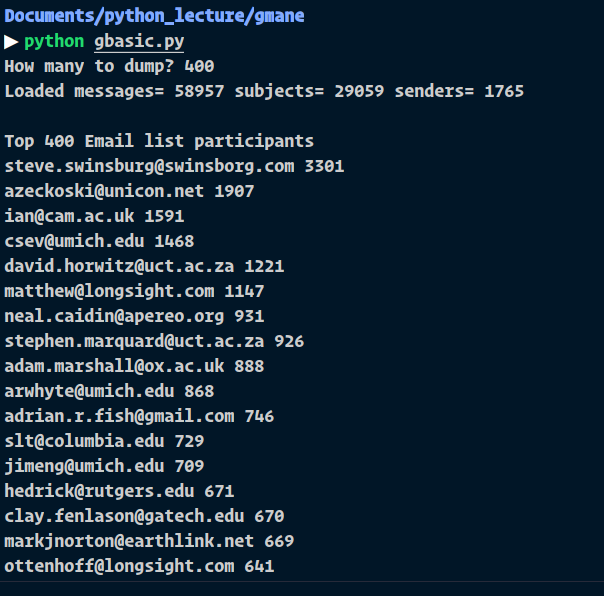 Documents/python_lecture/gmane
▶ python gbasic.py
How many to dump? 400
Loaded messages= 58957 subjects= 29059 senders= 1765
Top 400 Email list participants
steve.swinsburg@swinsborg.com 3301
azeckoski@unicon.net 1907
ian@cam.ac.uk 1591
csev@umich.edu 1468
david.horwitz@uct.ac.za 1221
matthew@longsight.com 1147
neal.caidin@apereo.org 931
stephen.marquard@uct.ac.za 926
adam.marshall@ox.ac.uk 888
arwhyte@umich.edu 868
adrian.r.fish@gmail.com 746
slt@columbia.edu 729
jimeng@umich.edu 709
hedrick@rutgers.edu 671
clay.fenlason@gatech.edu 670
markjnorton@earthlink.net 669
ottenhoff@longsight.com 641